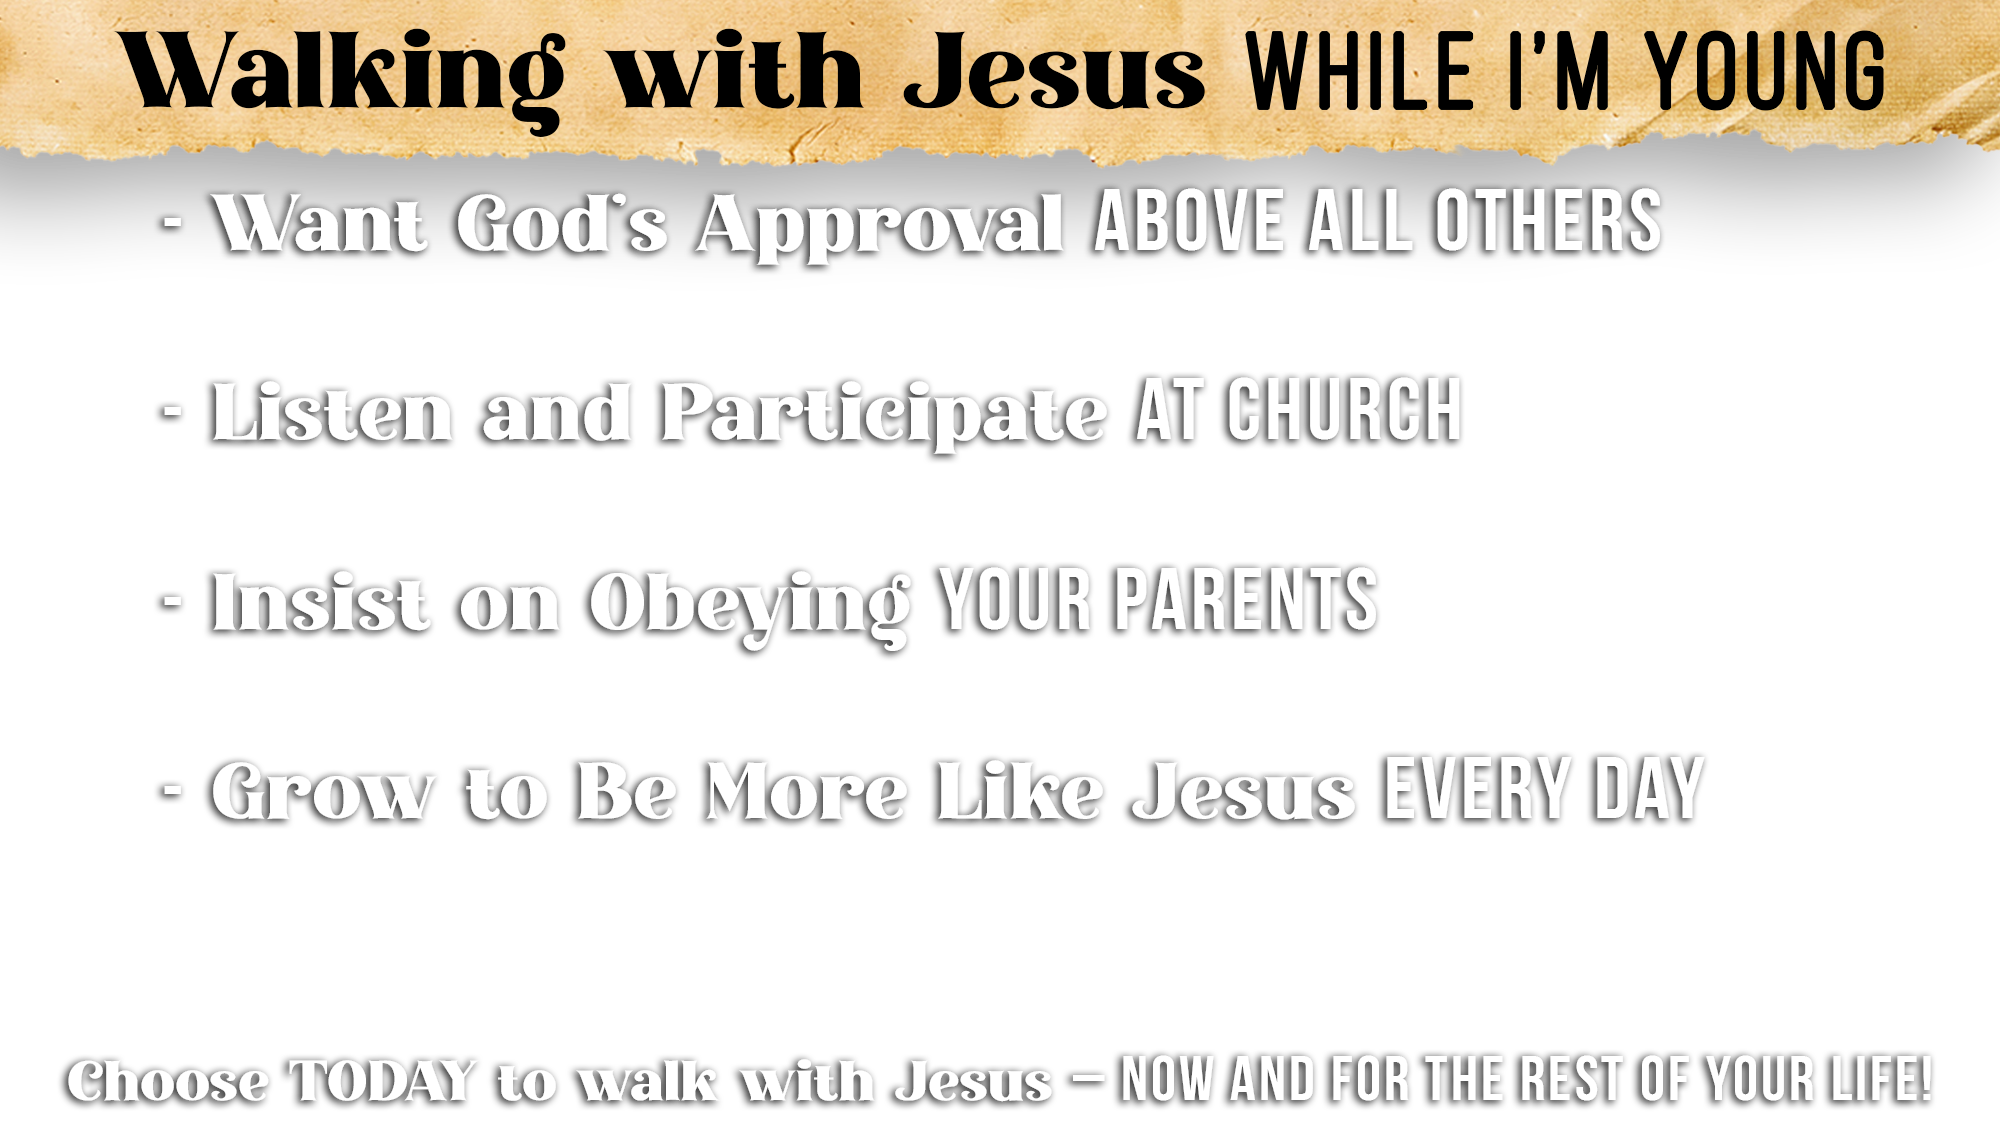 Walking with Jesus WHILE I'M YOUNG
- Want God's Approval ABOVE ALL OTHERS
- Listen and Participate AT CHURCH
- Insist on Obeying YOUR PARENTS
- Grow to Be More Like Jesus EVERY DAY
Choose TODAY to walk with Jesus – NOW AND FOR THE REST OF YOUR LIFE!